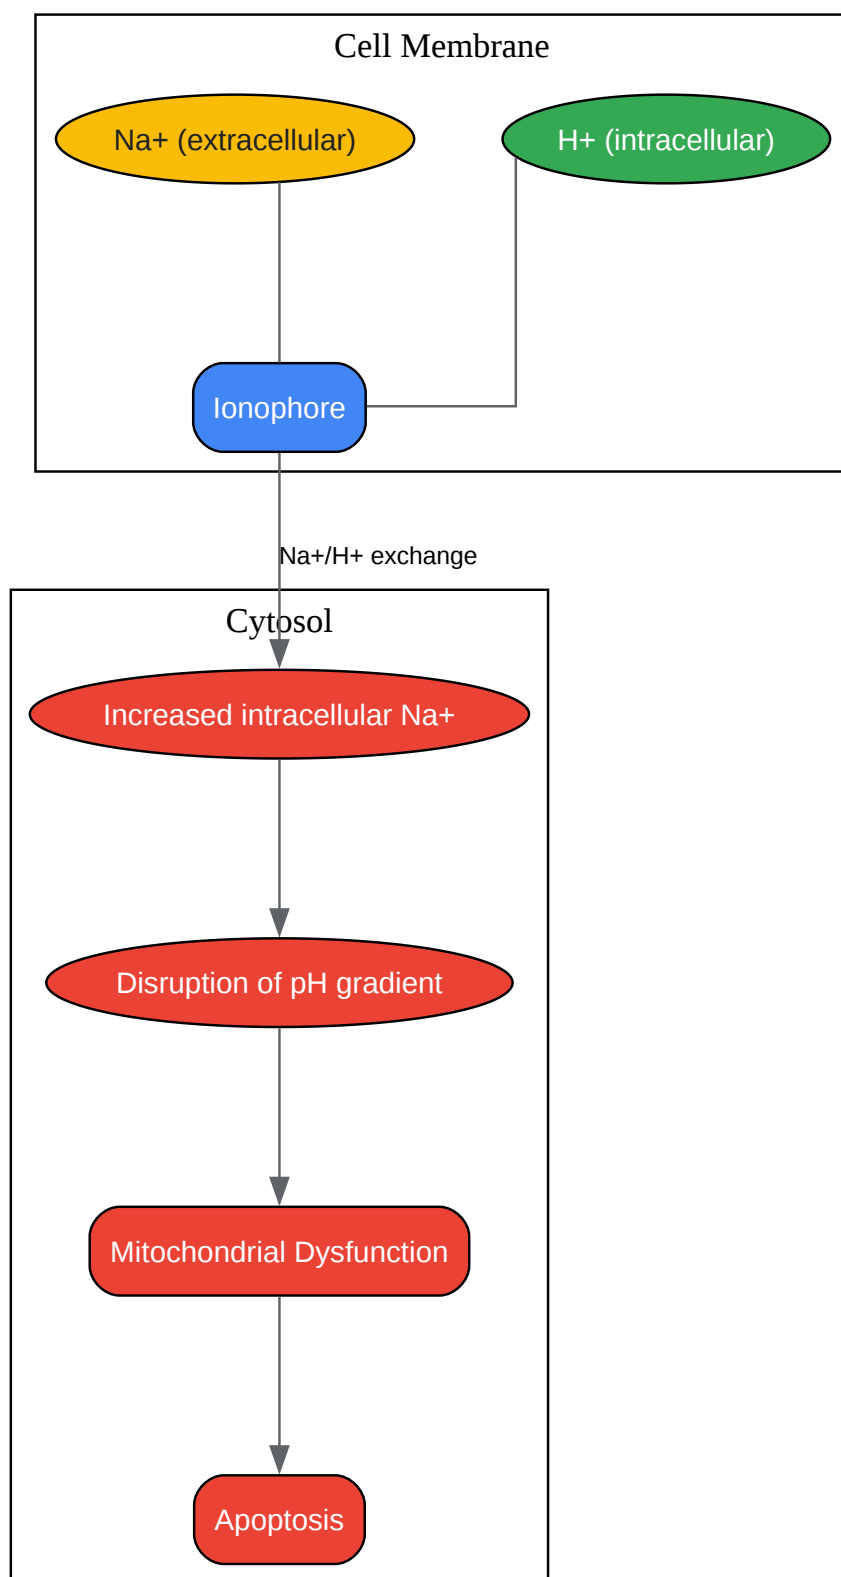 Cell Membrane
Na+ (extracellular)
H+ (intracellular)
Ionophore
Na+/H+ exchange
Cytosol
Increased intracellular Na+
Disruption of pH gradient
Mitochondrial Dysfunction
Apoptosis